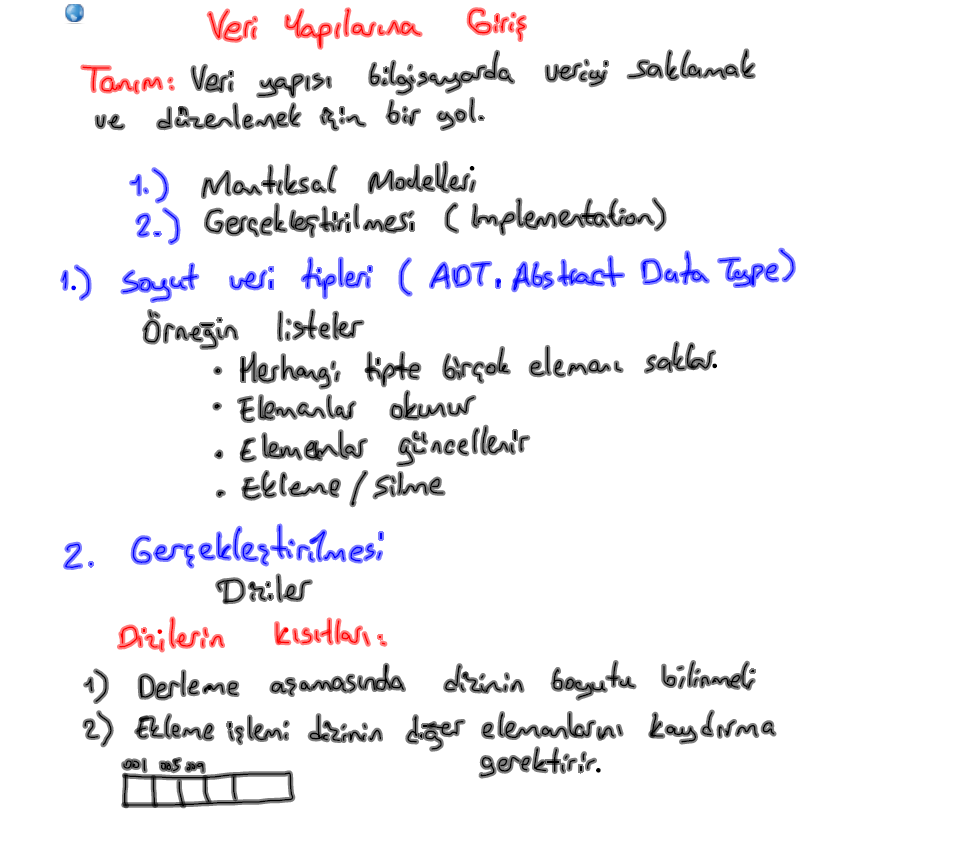 Veri Yapılarına Giriş
Tanım: Veri yapısı bilgisayarda veriyi saklamak
ve düzenlemek için bir yol.
1.) Mantıksal Modelleri
2.) Gerçekleştirilmesi (Implementation)
1.) Soyut veri tipleri (ADT, Abstract Data Type)
Örneğin listeler
• Herhangi tipte birçok elemanı saklar.
• Elemanlar okunur
• Elemanlar güncellenir
• Ekleme / Silme
2. Gerçekleştirilmesi
Diziler
Dizilerin kısıtları:
1) Derleme aşamasında dizinin boyutu bilinmeli
2) Ekleme işlemi dizinin diğer elemanlarını kaydırma
gerektirir.
001 005 009